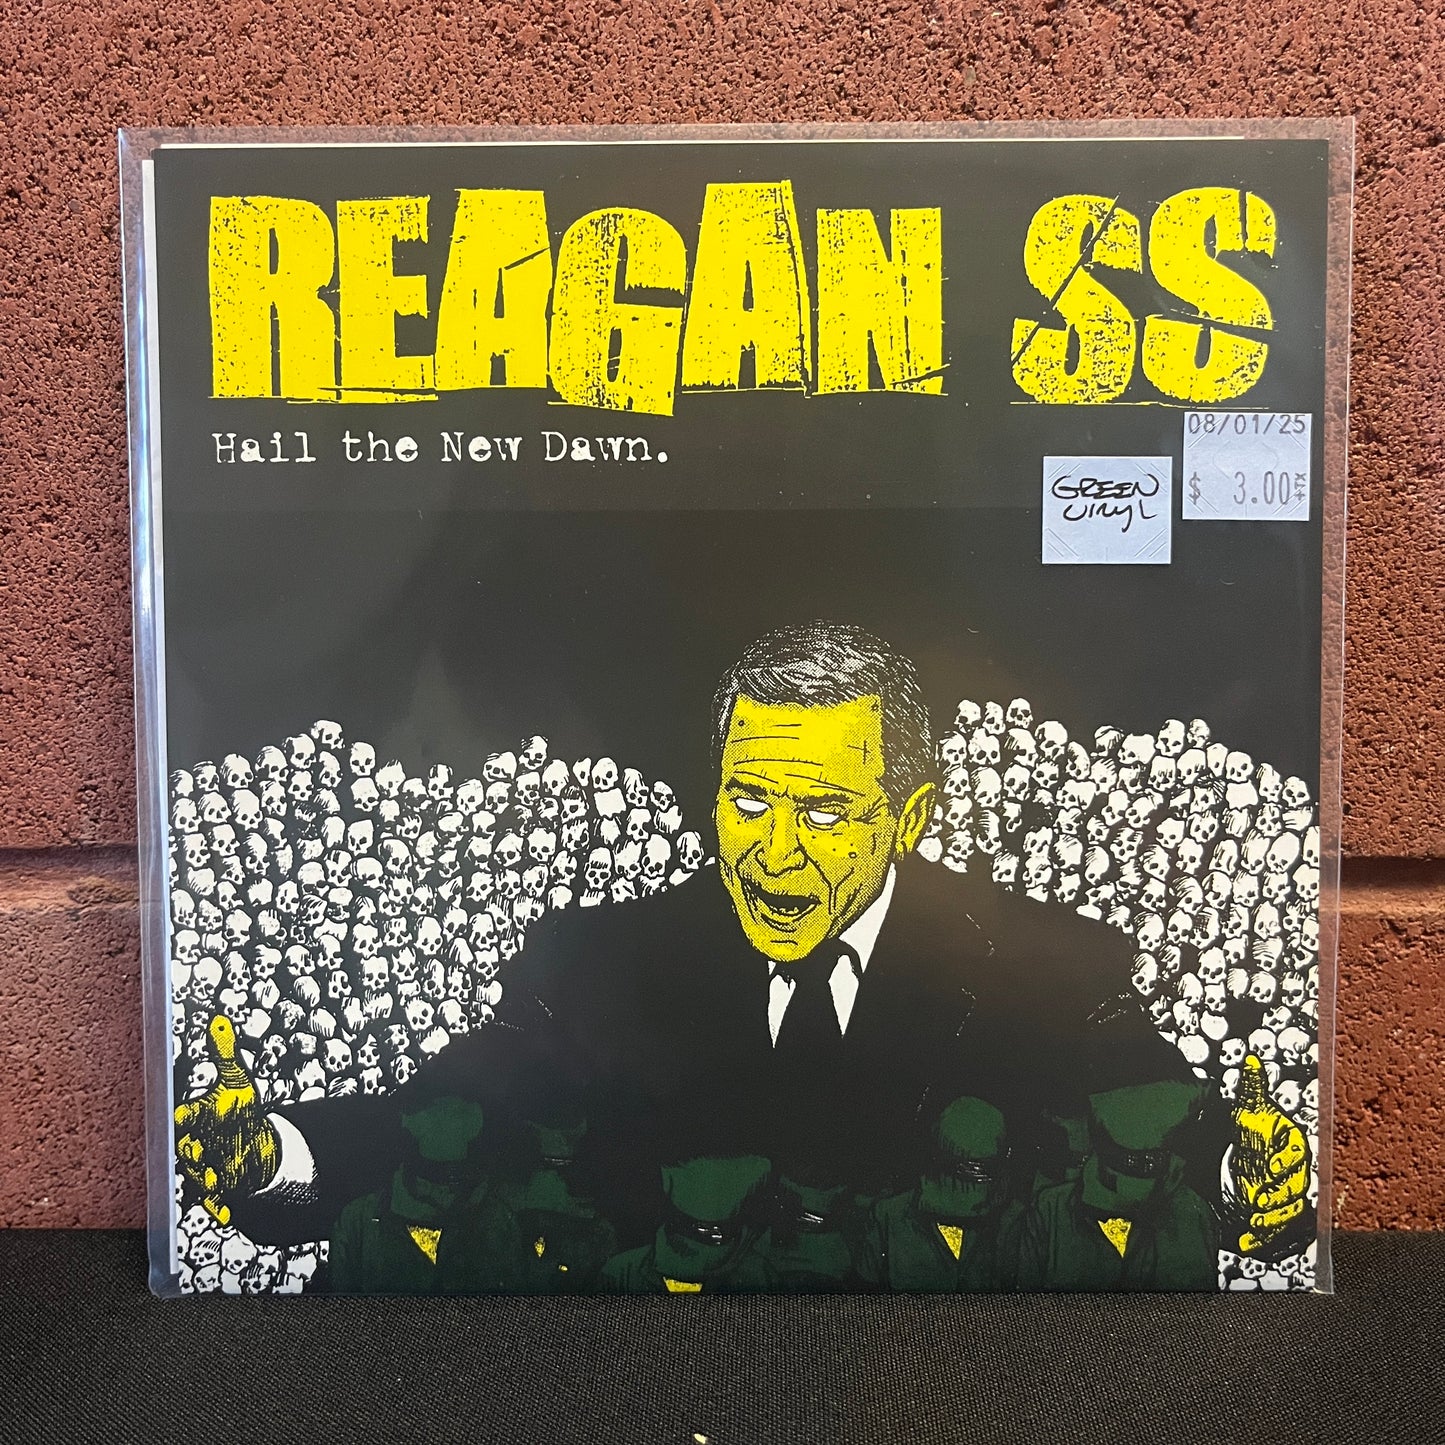 REAGAN SS
Hail the New Dawn.
08/01/25
$ 3.00
GREEN
VINYL